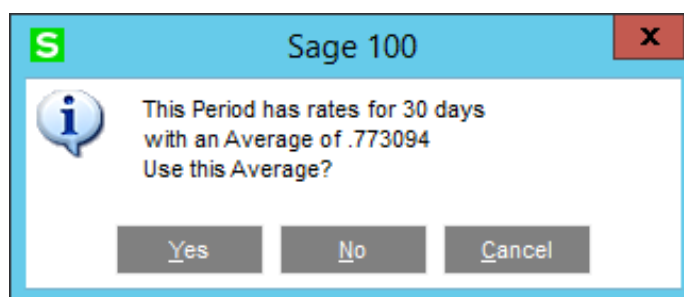 S
Sage 100
x
This Period has rates for 30 days
with an Average of .773094
Use this Average?
Yes
No
Cancel